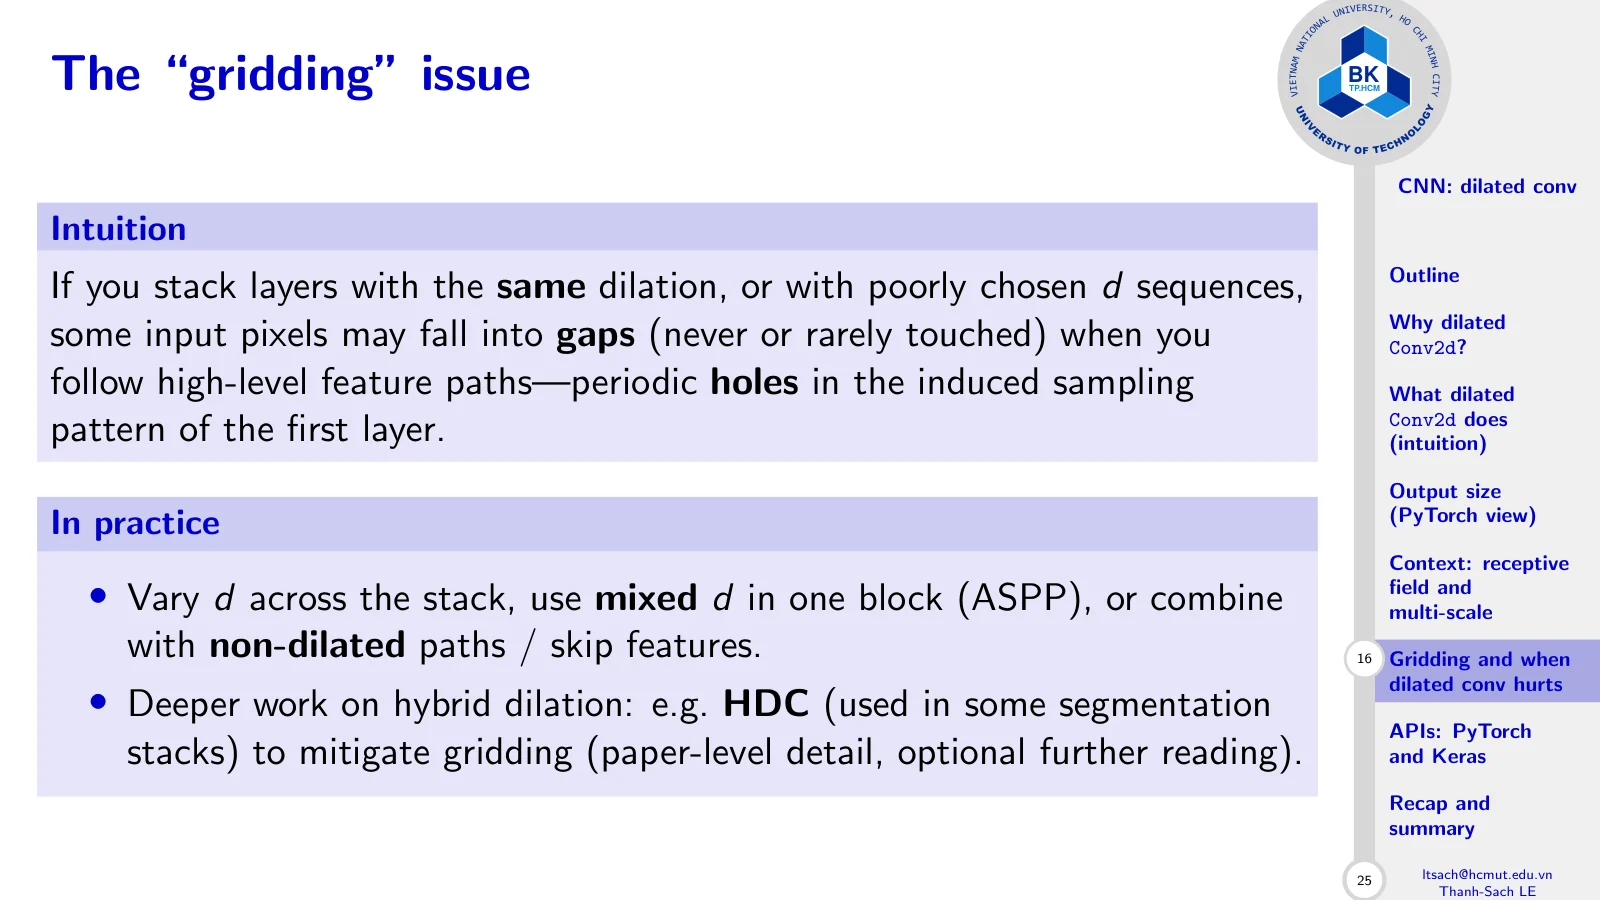 The “gridding” issue
Intuition
If you stack layers with the same dilation, or with poorly chosen d sequences,
some input pixels may fall into gaps (never or rarely touched) when you
follow high-level feature paths—periodic holes in the induced sampling
pattern of the first layer.
In practice
• Vary d across the stack, use mixed d in one block (ASPP), or combine
with non-dilated paths / skip features.
• Deeper work on hybrid dilation: e.g. HDC (used in some segmentation
stacks) to mitigate gridding (paper-level detail, optional further reading).
VIETNAM NATIONAL UNIVERSITY, HO CHI MINH CITY
BK
TP.HCM
UNIVERSITY OF TECHNOLOGY
CNN: dilated conv
Outline
Why dilated
Conv2d?
What dilated
Conv2d does
(intuition)
Output size
(PyTorch view)
Context: receptive
field and
multi-scale
16
Gridding and when
dilated conv hurts
APIs: PyTorch
and Keras
Recap and
summary
25
ltsach@hcmut.edu.vn
Thanh-Sach LE